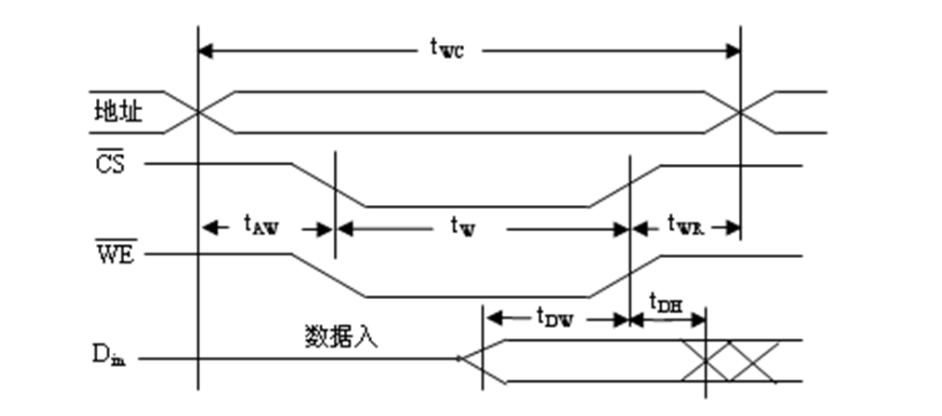 tWC
地址
CS
tAW tW tWR
WE
tDW tDH
数据入
Din